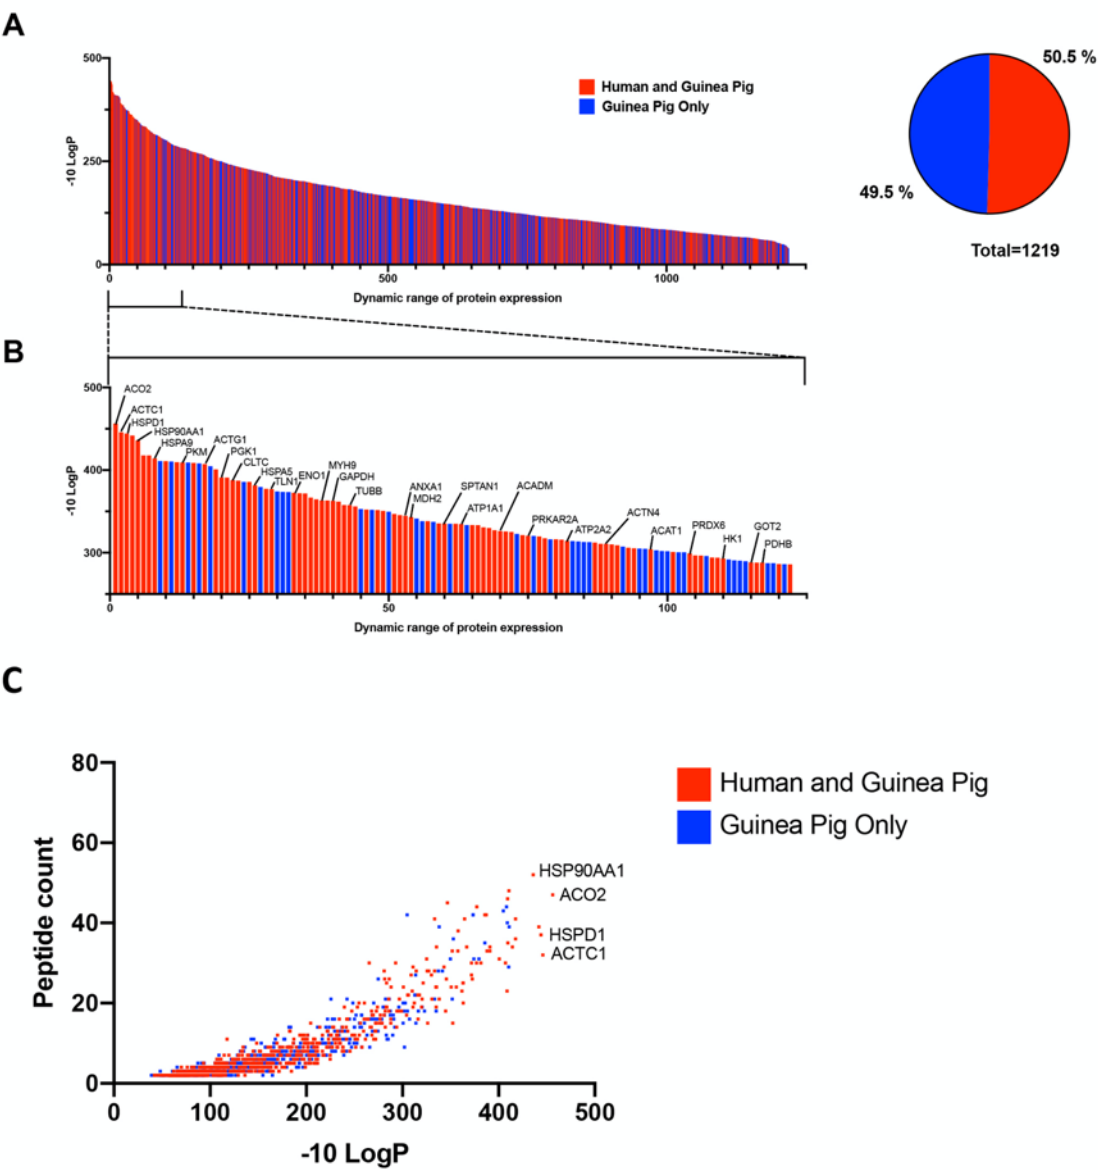 A
500
250
0
-10 LogP
0 500 1000
Dynamic range of protein expression
Human and Guinea Pig
Guinea Pig Only
50.5 %
49.5 %
Total=1219
B
500
400
300
-10 LogP
ACO2
ACTC1
HSPD1
HSP90AA1
HSPA9
PKM
ACTG1
PGK1
CLTC
HSPA5
TLN1
ENO1
MYH9
GAPDH
TUBB
ANXA1
MDH2
SPTAN1
ATP1A1
ACADM
PRKAR2A
ATP2A2
ACTN4
ACAT1
PRDX6
HK1
GOT2
PDHB
0 50 100
Dynamic range of protein expression
C
80
60
40
20
0
Peptide count
HSP90AA1
ACO2
HSPD1
ACTC1
0 100 200 300 400 500
-10 LogP
Human and Guinea Pig
Guinea Pig Only